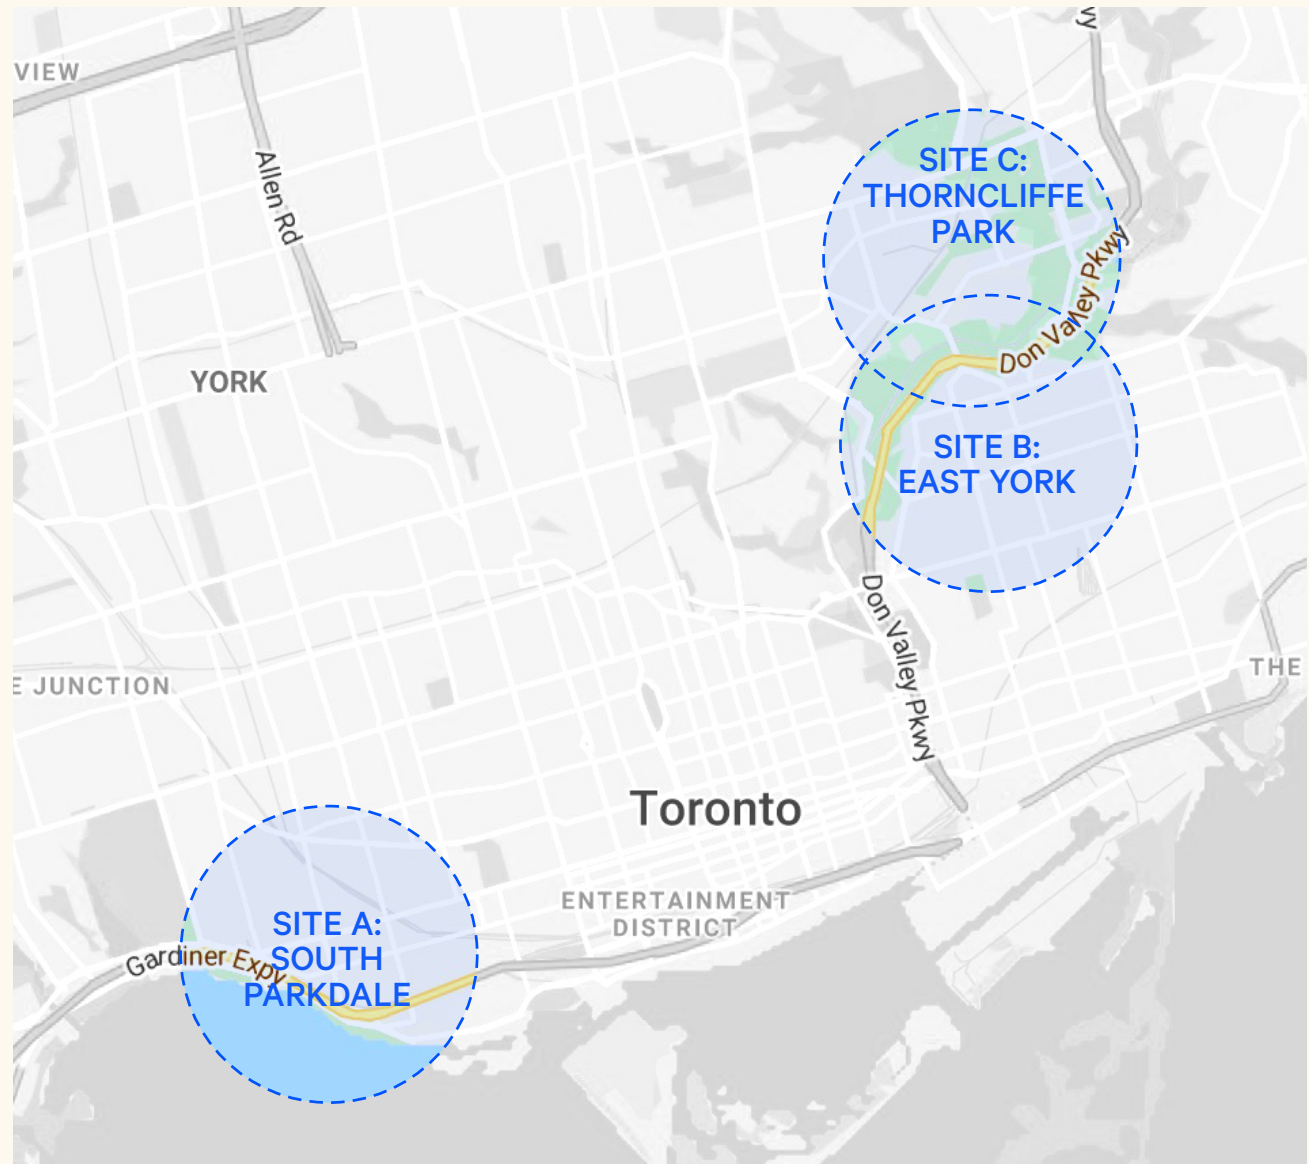 vy
VIEW
Allen Rd
SITE C:
THORNCLIFFE
PARK
Don Valley Pkwy
YORK
SITE B:
EAST YORK
Don Valley Pkwy
THE
E JUNCTION
Toronto
ENTERTAINMENT
DISTRICT
SITE A:
SOUTH
PARKDALE
Gardiner Expy